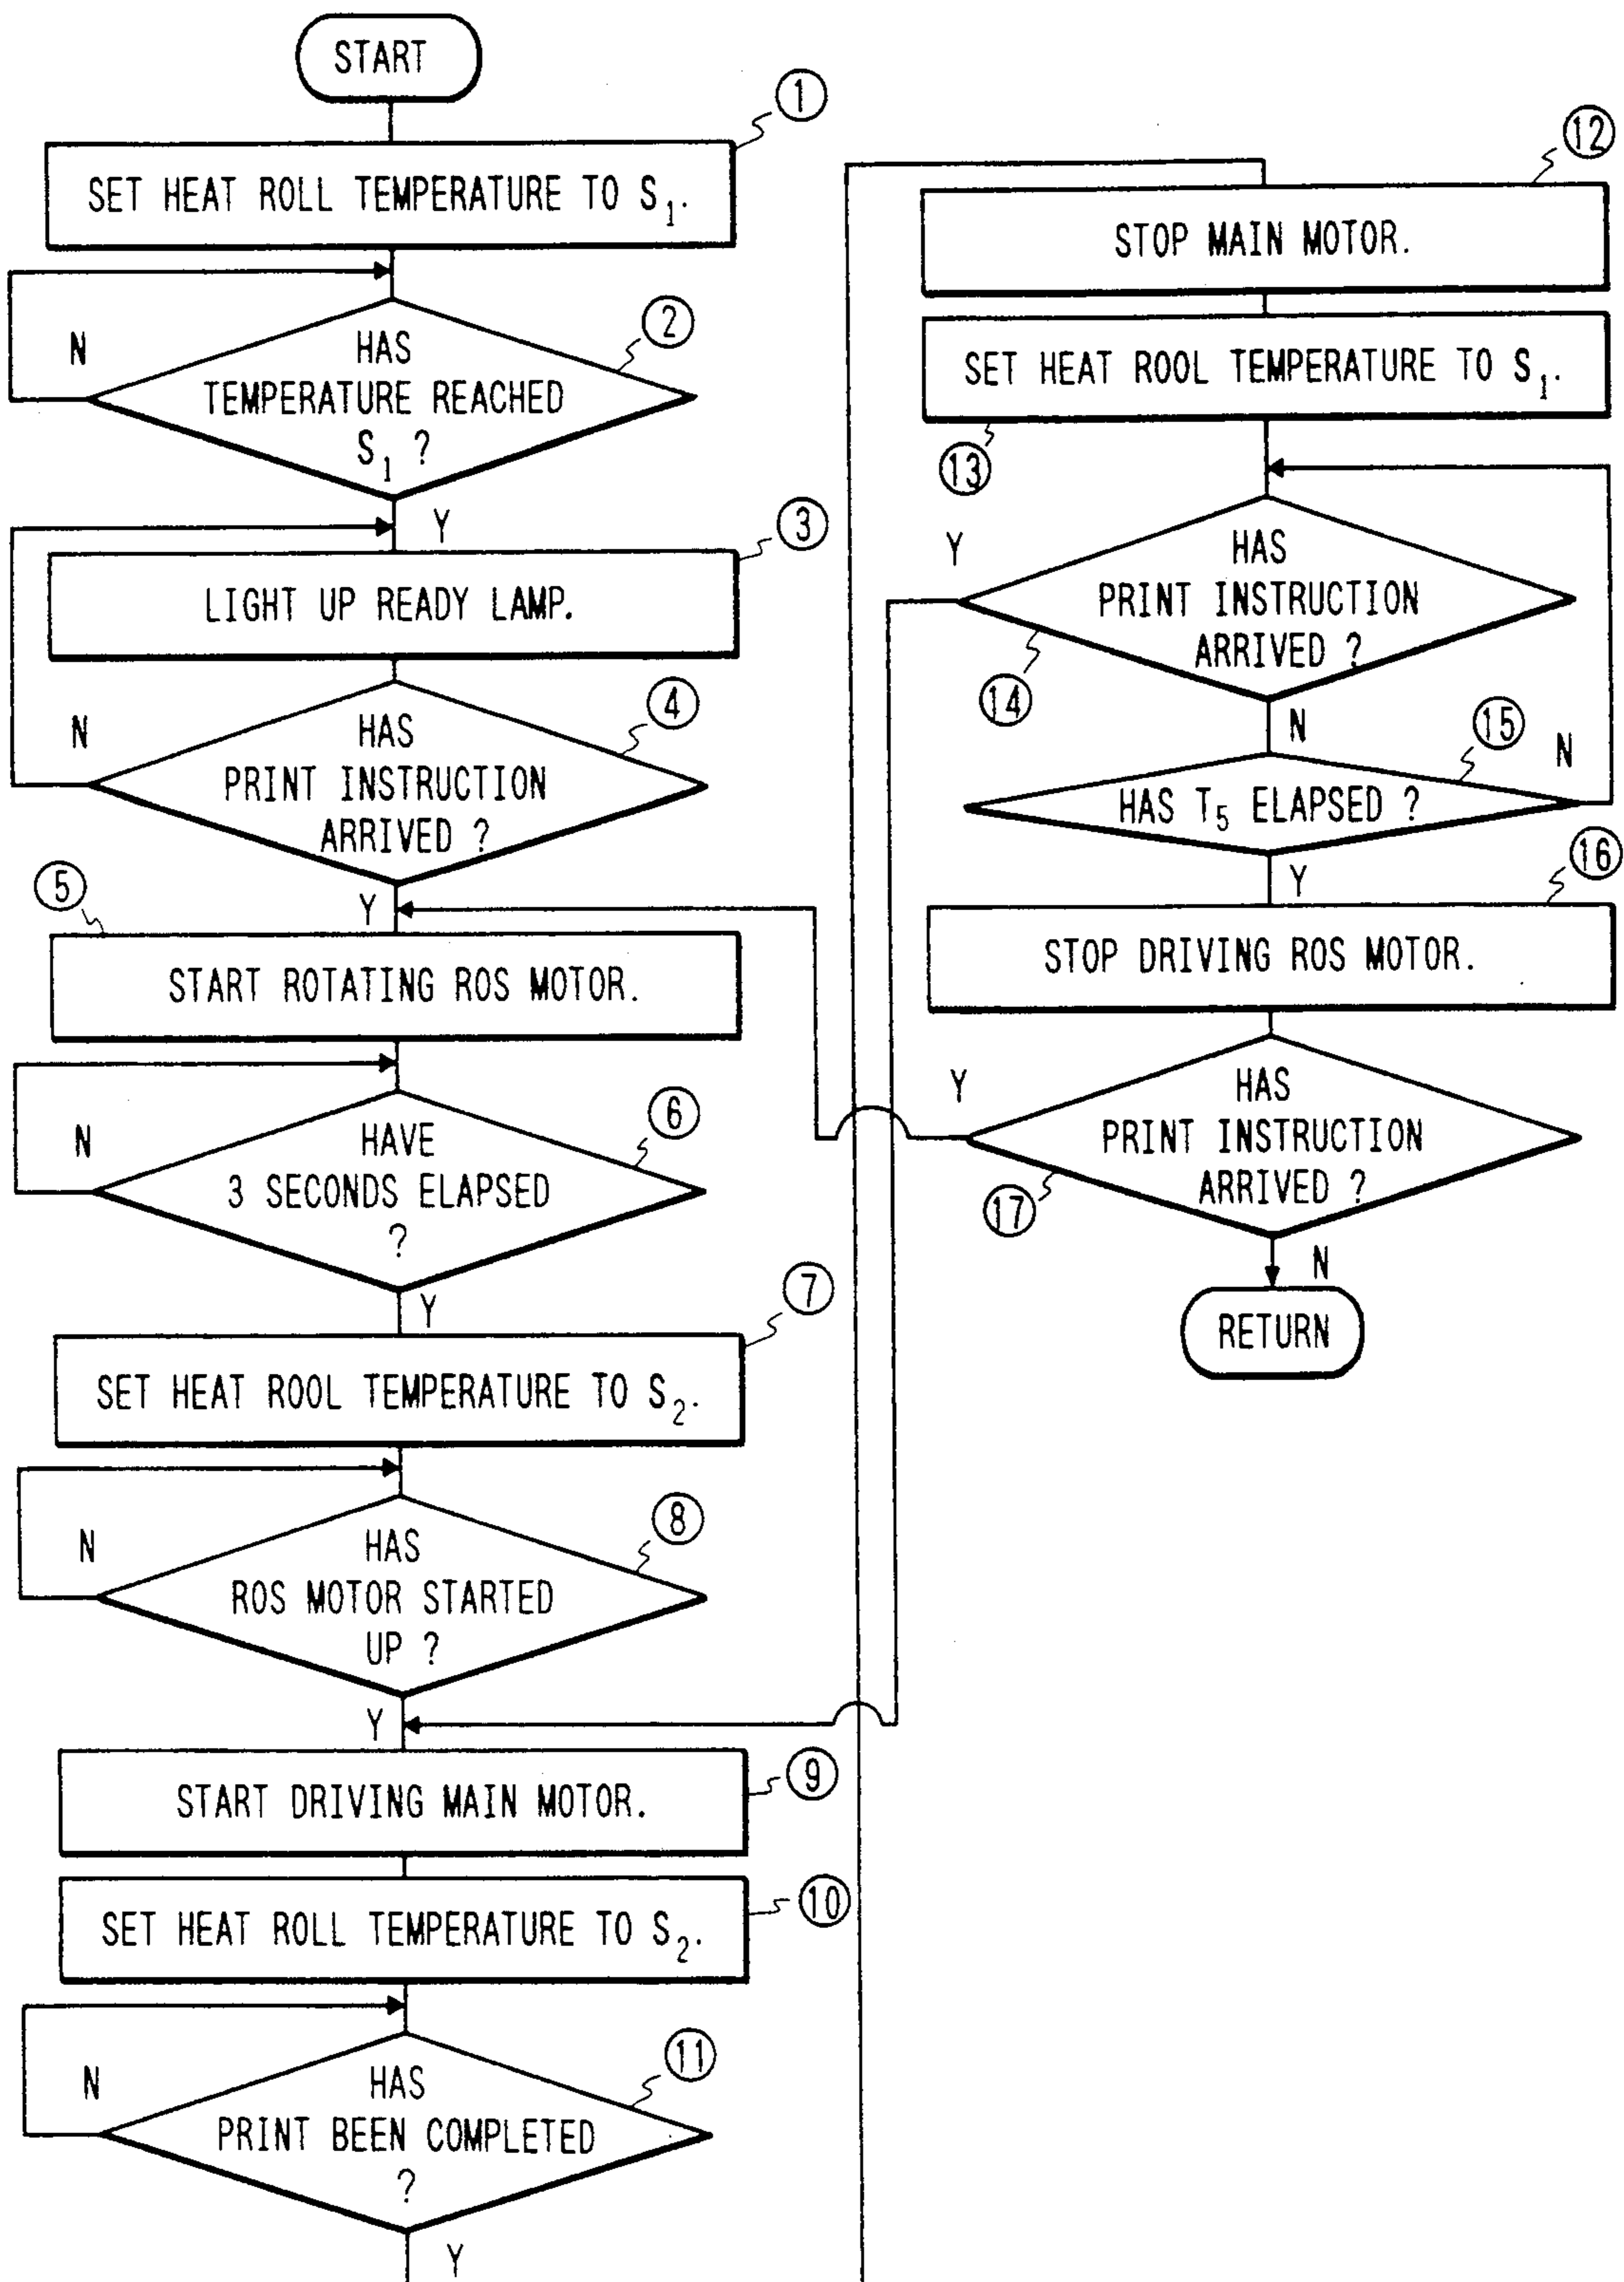 START
①
SET HEAT ROLL TEMPERATURE TO S₁.
②
N
HAS
TEMPERATURE REACHED
S₁ ?
Y
③
LIGHT UP READY LAMP.
④
N
HAS
PRINT INSTRUCTION
ARRIVED ?
Y
⑤
START ROTATING ROS MOTOR.
⑥
N
HAVE
3 SECONDS ELAPSED
?
Y
⑦
SET HEAT ROOL TEMPERATURE TO S₂.
⑧
N
HAS
ROS MOTOR STARTED
UP ?
Y
⑨
START DRIVING MAIN MOTOR.
⑩
SET HEAT ROLL TEMPERATURE TO S₂.
⑪
N
HAS
PRINT BEEN COMPLETED
?
Y
⑫
STOP MAIN MOTOR.
SET HEAT ROOL TEMPERATURE TO S₁.
⑬
Y
HAS
PRINT INSTRUCTION
ARRIVED ?
⑭
N
⑮
N
HAS T₅ ELAPSED ?
Y
⑯
STOP DRIVING ROS MOTOR.
Y
HAS
PRINT INSTRUCTION
ARRIVED ?
⑰
N
RETURN